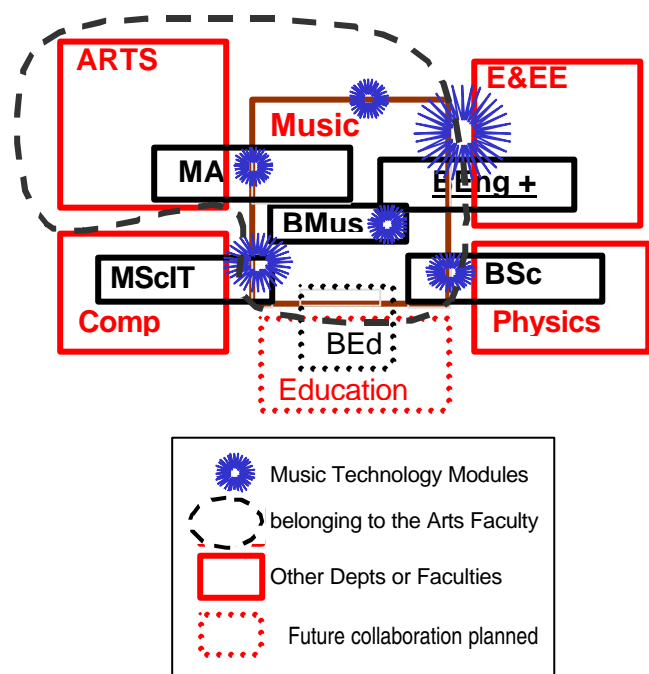 ARTS
E&EE
Music
MA
BEng +
BMus
MScIT
BSc
Comp
Physics
BEd
Education
Music Technology Modules
belonging to the Arts Faculty
Other Depts or Faculties
Future collaboration planned